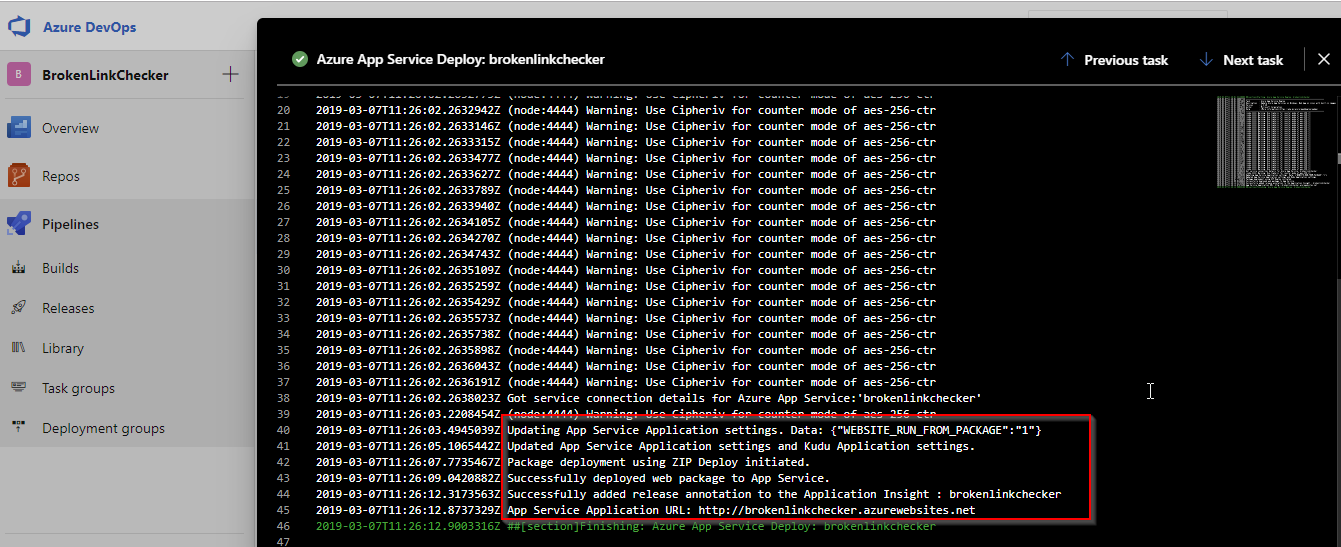 Azure DevOps
B BrokenLinkChecker
Overview
Repos
Pipelines
Builds
Releases
Library
Task groups
Deployment groups
Azure App Service Deploy: brokenlinkchecker
Previous task
Next task
20 2019-03-07T11:26:02.2632942Z (node:4444) Warning: Use Cipheriv for counter mode of aes-256-ctr
21 2019-03-07T11:26:02.2633146Z (node:4444) Warning: Use Cipheriv for counter mode of aes-256-ctr
22 2019-03-07T11:26:02.2633315Z (node:4444) Warning: Use Cipheriv for counter mode of aes-256-ctr
23 2019-03-07T11:26:02.2633477Z (node:4444) Warning: Use Cipheriv for counter mode of aes-256-ctr
24 2019-03-07T11:26:02.2633627Z (node:4444) Warning: Use Cipheriv for counter mode of aes-256-ctr
25 2019-03-07T11:26:02.2633789Z (node:4444) Warning: Use Cipheriv for counter mode of aes-256-ctr
26 2019-03-07T11:26:02.2633940Z (node:4444) Warning: Use Cipheriv for counter mode of aes-256-ctr
27 2019-03-07T11:26:02.2634105Z (node:4444) Warning: Use Cipheriv for counter mode of aes-256-ctr
28 2019-03-07T11:26:02.2634270Z (node:4444) Warning: Use Cipheriv for counter mode of aes-256-ctr
29 2019-03-07T11:26:02.2634743Z (node:4444) Warning: Use Cipheriv for counter mode of aes-256-ctr
30 2019-03-07T11:26:02.2635109Z (node:4444) Warning: Use Cipheriv for counter mode of aes-256-ctr
31 2019-03-07T11:26:02.2635259Z (node:4444) Warning: Use Cipheriv for counter mode of aes-256-ctr
32 2019-03-07T11:26:02.2635429Z (node:4444) Warning: Use Cipheriv for counter mode of aes-256-ctr
33 2019-03-07T11:26:02.2635573Z (node:4444) Warning: Use Cipheriv for counter mode of aes-256-ctr
34 2019-03-07T11:26:02.2635738Z (node:4444) Warning: Use Cipheriv for counter mode of aes-256-ctr
35 2019-03-07T11:26:02.2635898Z (node:4444) Warning: Use Cipheriv for counter mode of aes-256-ctr
36 2019-03-07T11:26:02.2636043Z (node:4444) Warning: Use Cipheriv for counter mode of aes-256-ctr
37 2019-03-07T11:26:02.2636191Z (node:4444) Warning: Use Cipheriv for counter mode of aes-256-ctr
38 2019-03-07T11:26:02.2638023Z Got service connection details for Azure App Service:'brokenlinkchecker'
39 2019-03-07T11:26:03.2208454Z (node:4444) Warning: Use Cipheriv for counter mode of aes-256-ctr
40 2019-03-07T11:26:03.4945039Z Updating App Service Application settings. Data: {"WEBSITE_RUN_FROM_PACKAGE":"1"}
41 2019-03-07T11:26:05.1065442Z Updated App Service Application settings and Kudu Application settings.
42 2019-03-07T11:26:07.7735467Z Package deployment using ZIP Deploy initiated.
43 2019-03-07T11:26:09.0420882Z Successfully deployed web package to App Service.
44 2019-03-07T11:26:12.3173563Z Successfully added release annotation to the Application Insight : brokenlinkchecker
45 2019-03-07T11:26:12.8737329Z App Service Application URL: http://brokenlinkchecker.azurewebsites.net
46 2019-03-07T11:26:12.9003316Z ##[section]Finishing: Azure App Service Deploy: brokenlinkchecker
47